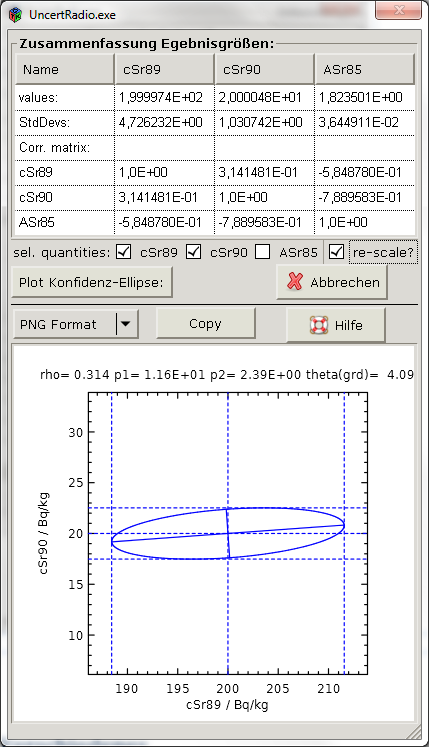 UncertRadio.exe
Zusammenfassung Egebnisgrößen:
Name cSr89 cSr90 ASr85
values: 1,999974E+02 2,000048E+01 1,823501E+00
StdDevs: 4,726232E+00 1,030742E+00 3,644911E-02
Corr. matrix:
cSr89 1,0E+00 3,141481E-01 -5,848780E-01
cSr90 3,141481E-01 1,0E+00 -7,889583E-01
ASr85 -5,848780E-01 -7,889583E-01 1,0E+00
sel. quantities: cSr89 cSr90 ASr85 re-scale?
Plot Konfidenz-Ellipse: Abbrechen
PNG Format Copy Hilfe
rho= 0.314 p1= 1.16E+01 p2= 2.39E+00 theta(grd)= 4.09
30
20
10
cSr90 / Bq/kg
190 195 200 205 210
cSr89 / Bq/kg